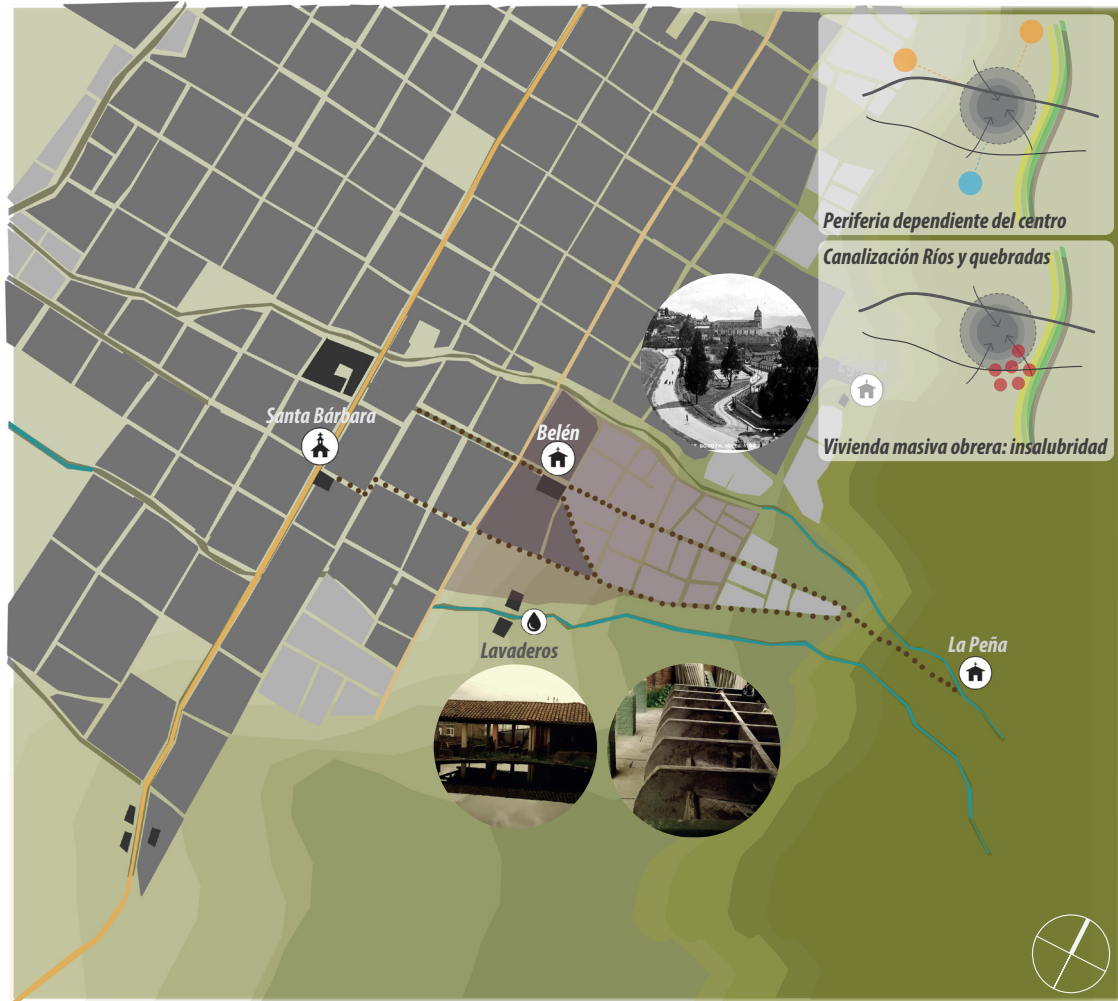 Periferia dependiente del centro
Canalización Ríos y quebradas
Vivienda masiva obrera: insalubridad
Santa Bárbara
Belén
Lavaderos
La Peña